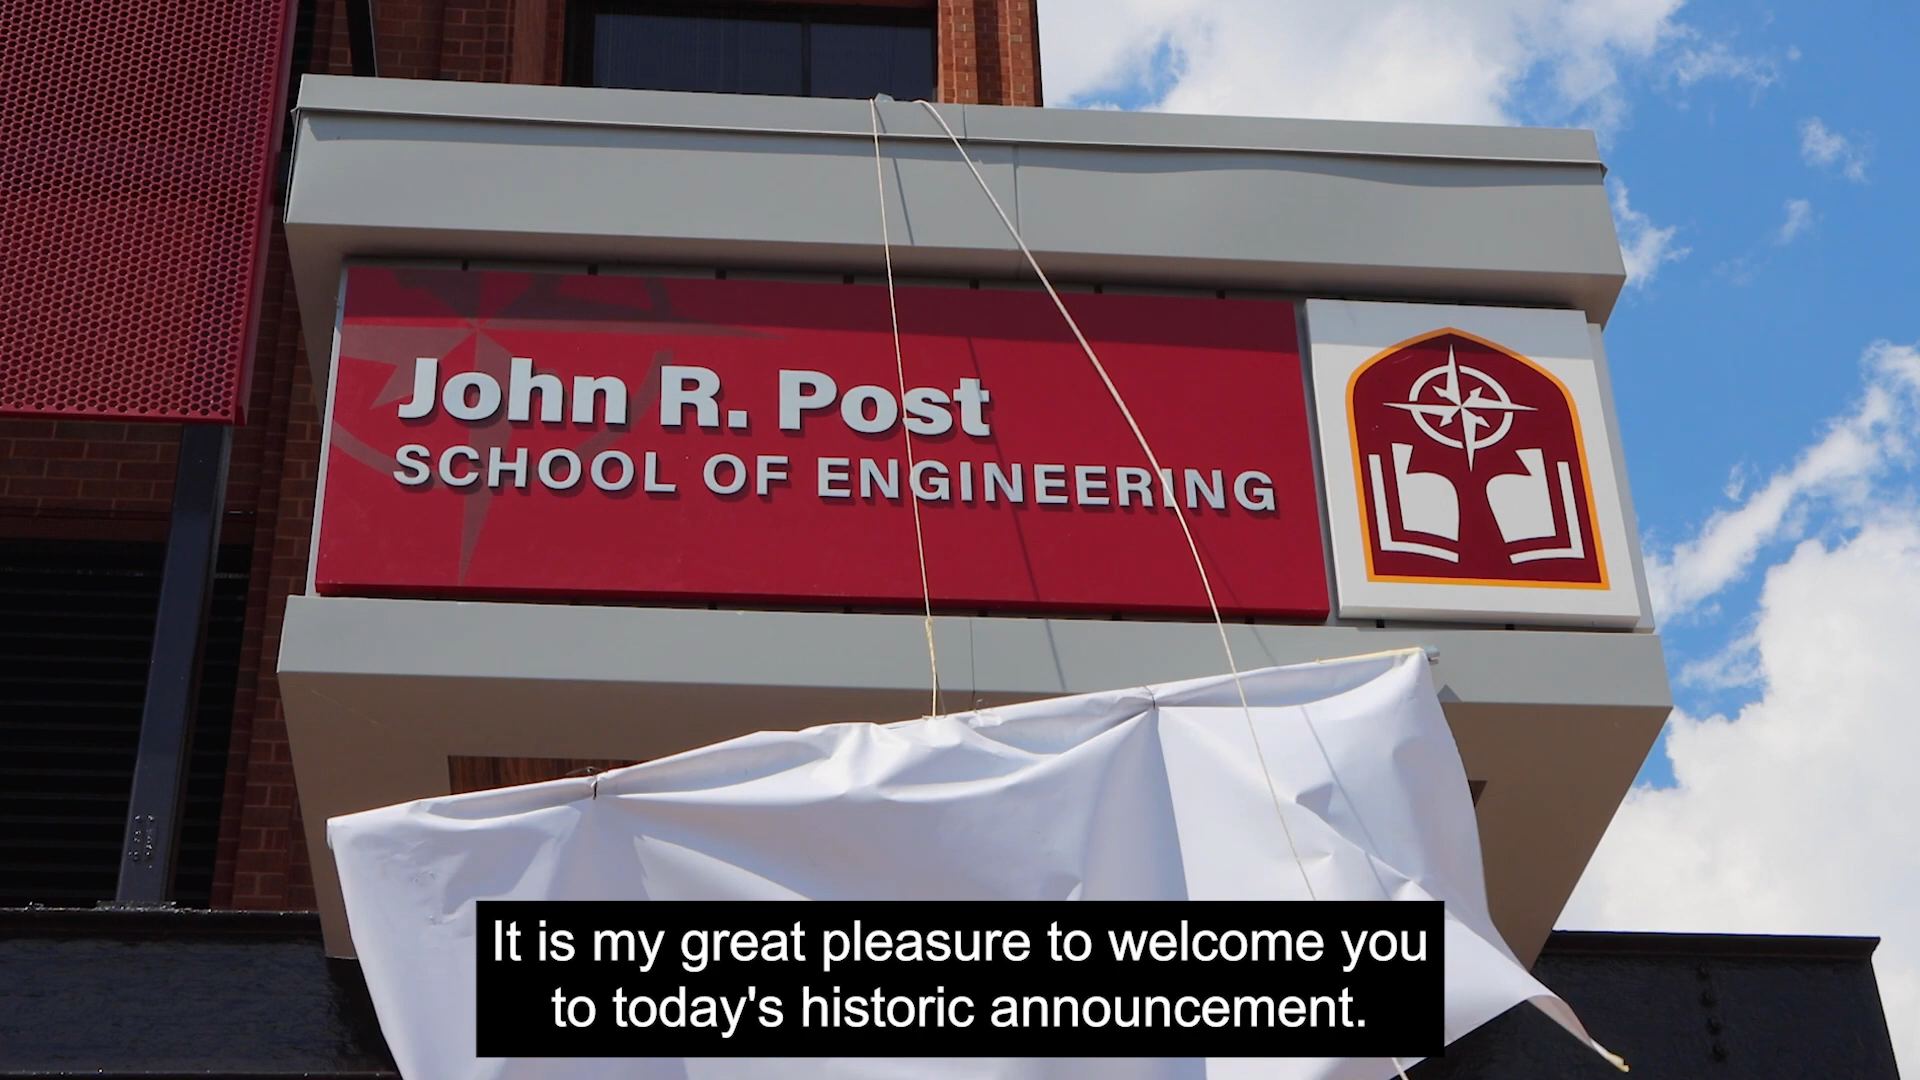 John R. Post
SCHOOL OF ENGINEERING
It is my great pleasure to welcome you
to today's historic announcement.